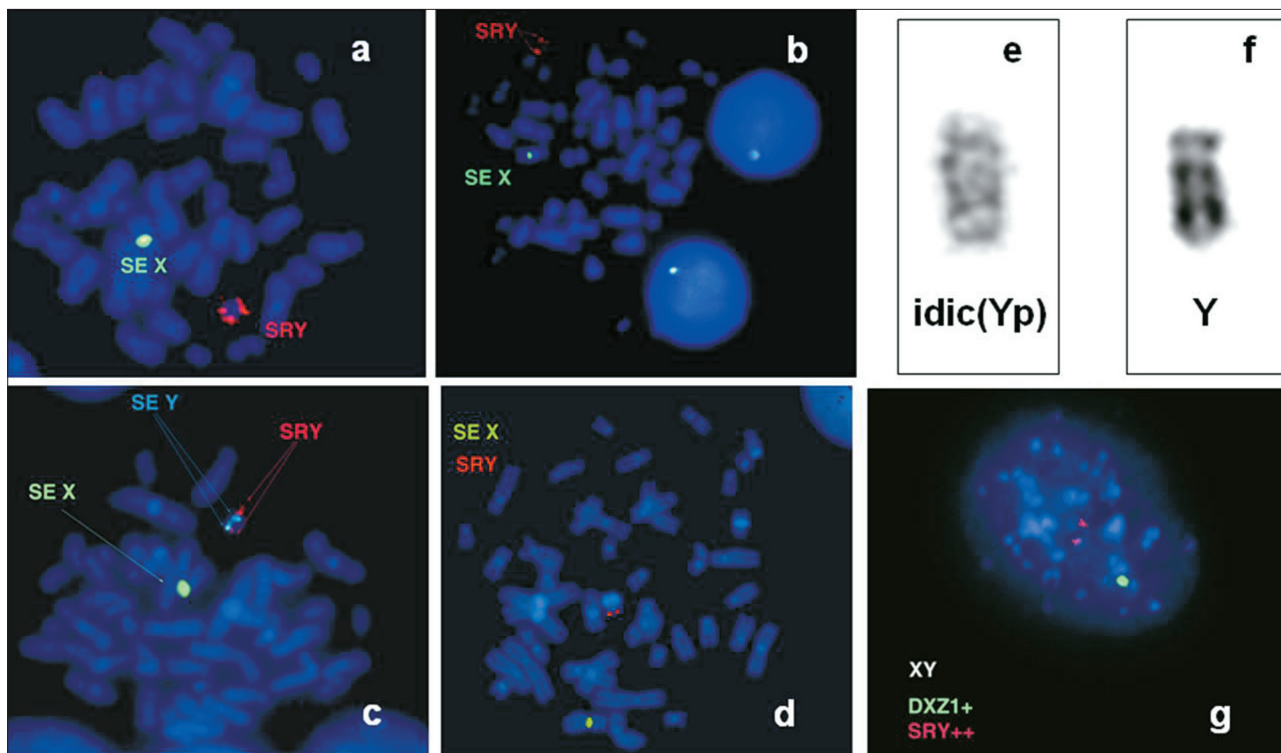 a
SE X
SRY
b
SRY
SE X
e
idic(Yp)
f
Y
c
SE Y
SRY
SE X
d
SE X
SRY
g
XY
DXZ1+
SRY++